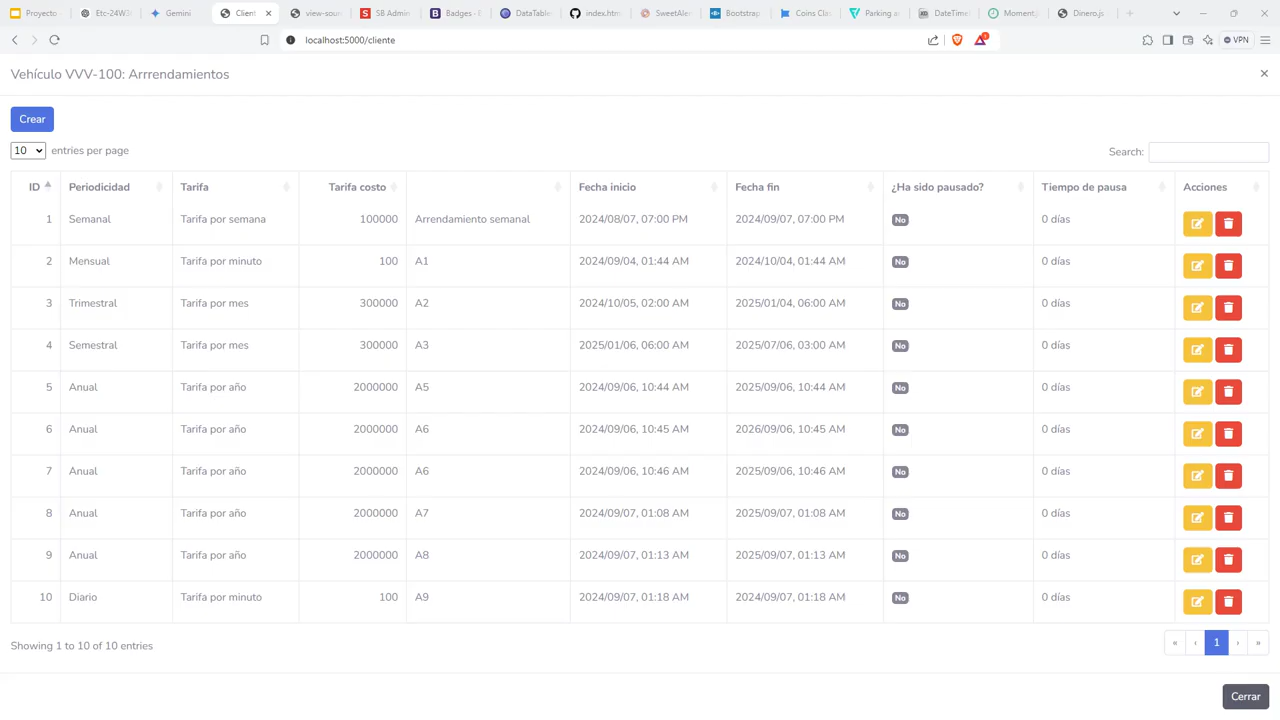 Proyecto
Etc-24W3
Gemini
Client
view-sour
SB Admin
Badges - B
DataTable
index.htm
SweetAler
Bootstrap
Coins Cla
Parking a
DateTime
Moment.j
Dinero.js
localhost:5000/cliente
VPN
Vehículo VVV-100: Arrrendamientos
Crear
10 entries per page
Search:
ID Periodicidad Tarifa Tarifa costo Fecha inicio Fecha fin ¿Ha sido pausado? Tiempo de pausa Acciones
1 Semanal Tarifa por semana 100000 Arrendamiento semanal 2024/08/07, 07:00 PM 2024/09/07, 07:00 PM No 0 días
2 Mensual Tarifa por minuto 100 A1 2024/09/04, 01:44 AM 2024/10/04, 01:44 AM No 0 días
3 Trimestral Tarifa por mes 300000 A2 2024/10/05, 02:00 AM 2025/01/04, 06:00 AM No 0 días
4 Semestral Tarifa por mes 300000 A3 2025/01/06, 06:00 AM 2025/07/06, 03:00 AM No 0 días
5 Anual Tarifa por año 2000000 A5 2024/09/06, 10:44 AM 2025/09/06, 10:44 AM No 0 días
6 Anual Tarifa por año 2000000 A6 2024/09/06, 10:45 AM 2026/09/06, 10:45 AM No 0 días
7 Anual Tarifa por año 2000000 A6 2024/09/06, 10:46 AM 2025/09/06, 10:46 AM No 0 días
8 Anual Tarifa por año 2000000 A7 2024/09/07, 01:08 AM 2025/09/07, 01:08 AM No 0 días
9 Anual Tarifa por año 2000000 A8 2024/09/07, 01:13 AM 2025/09/07, 01:13 AM No 0 días
10 Diario Tarifa por minuto 100 A9 2024/09/07, 01:18 AM 2024/09/07, 01:18 AM No 0 días
Showing 1 to 10 of 10 entries
« ‹ 1 › »
Cerrar